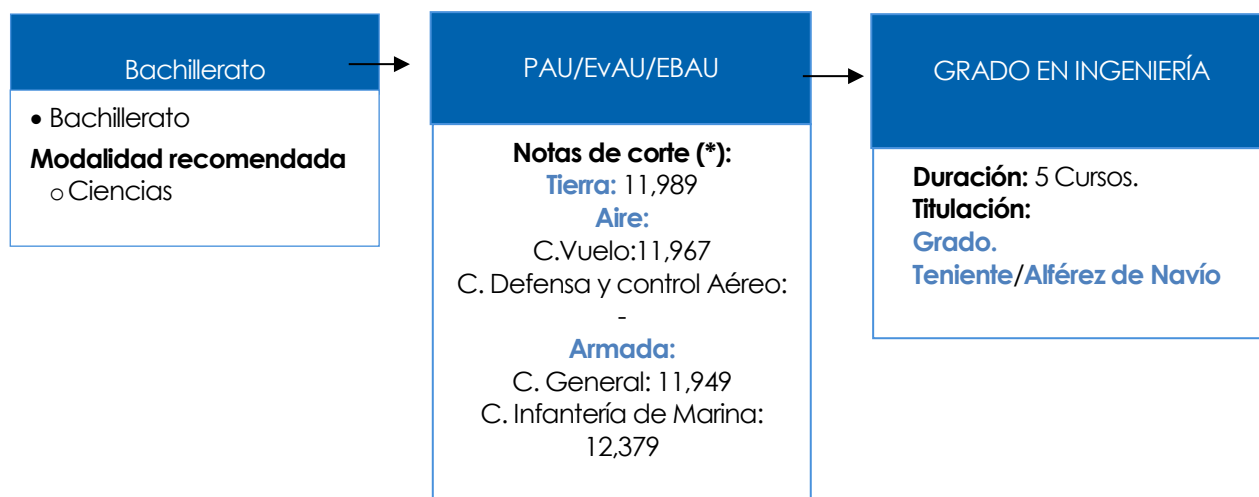 Bachillerato
• Bachillerato
Modalidad recomendada
o Ciencias
PAU/EvAU/EBAU
Notas de corte (*):
Tierra: 11,989
Aire:
C.Vuelo:11,967
C. Defensa y control Aéreo:
-
Armada:
C. General: 11,949
C. Infantería de Marina:
12,379
GRADO EN INGENIERÍA
Duración: 5 Cursos.
Titulación:
Grado.
Teniente/Alférez de Navío